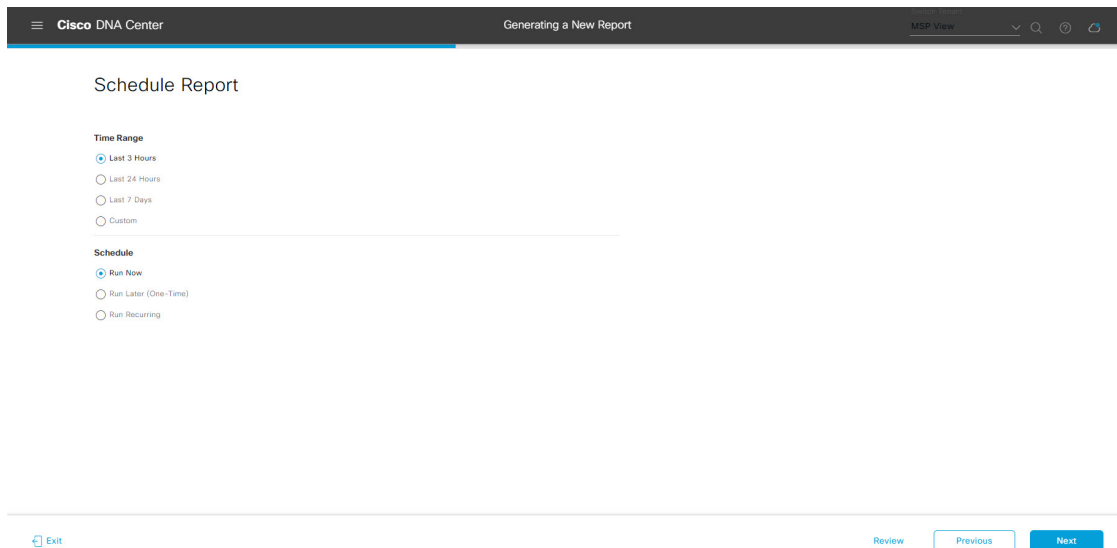 Cisco DNA Center
Generating a New Report
MSP View
Schedule Report
Time Range
Last 3 Hours
Last 24 Hours
Last 7 Days
Custom
Schedule
Run Now
Run Later (One-Time)
Run Recurring
Exit
Review
Previous
Next